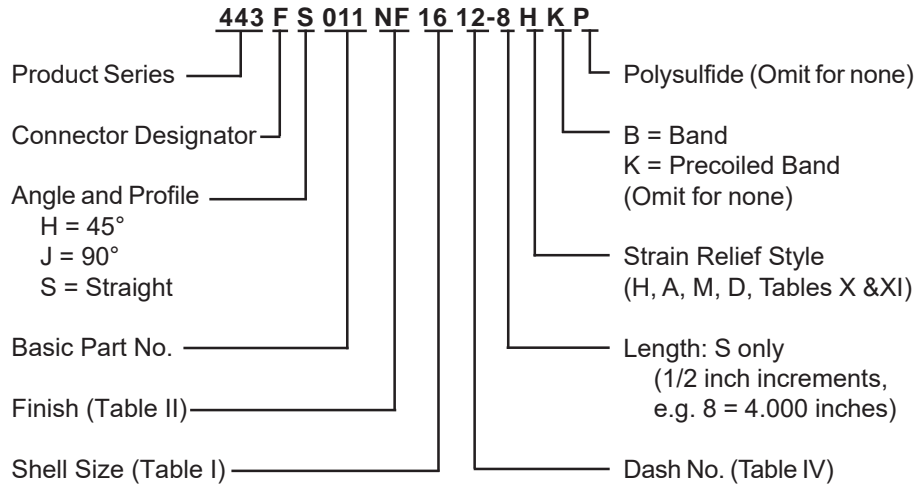 443 F S 011 NF 16 12-8 H K P
Product Series
Connector Designator
Angle and Profile
H = 45°
J = 90°
S = Straight
Basic Part No.
Finish (Table II)
Shell Size (Table I)
Polysulfide (Omit for none)
B = Band
K = Precoiled Band
(Omit for none)
Strain Relief Style
(H, A, M, D, Tables X &XI)
Length: S only
(1/2 inch increments,
e.g. 8 = 4.000 inches)
Dash No. (Table IV)